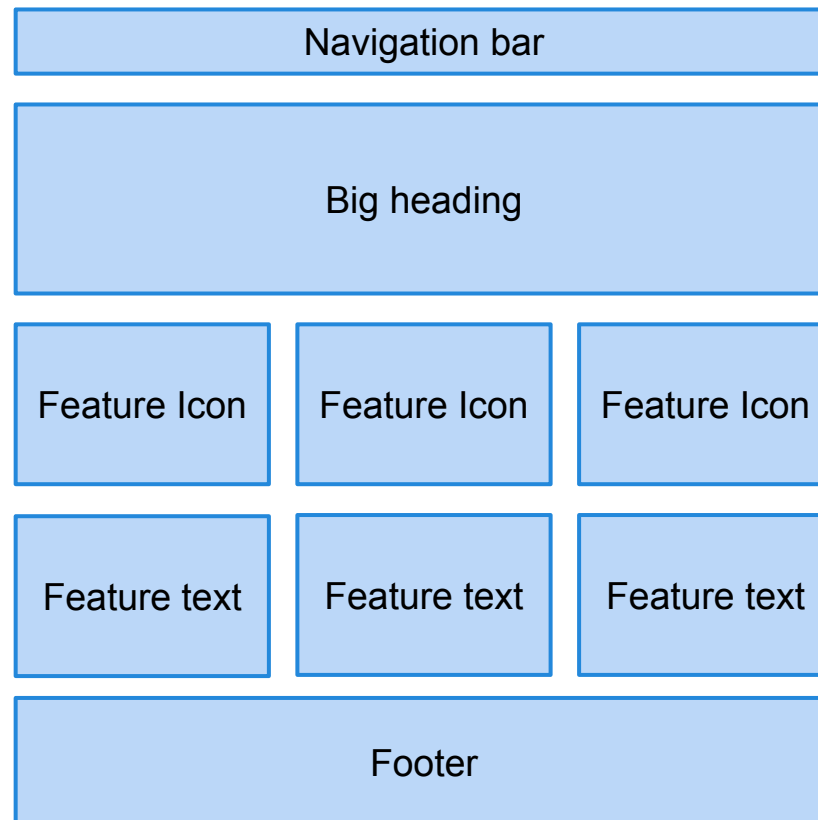 Navigation bar
Big heading
Feature Icon
Feature Icon
Feature Icon
Feature text
Feature text
Feature text
Footer